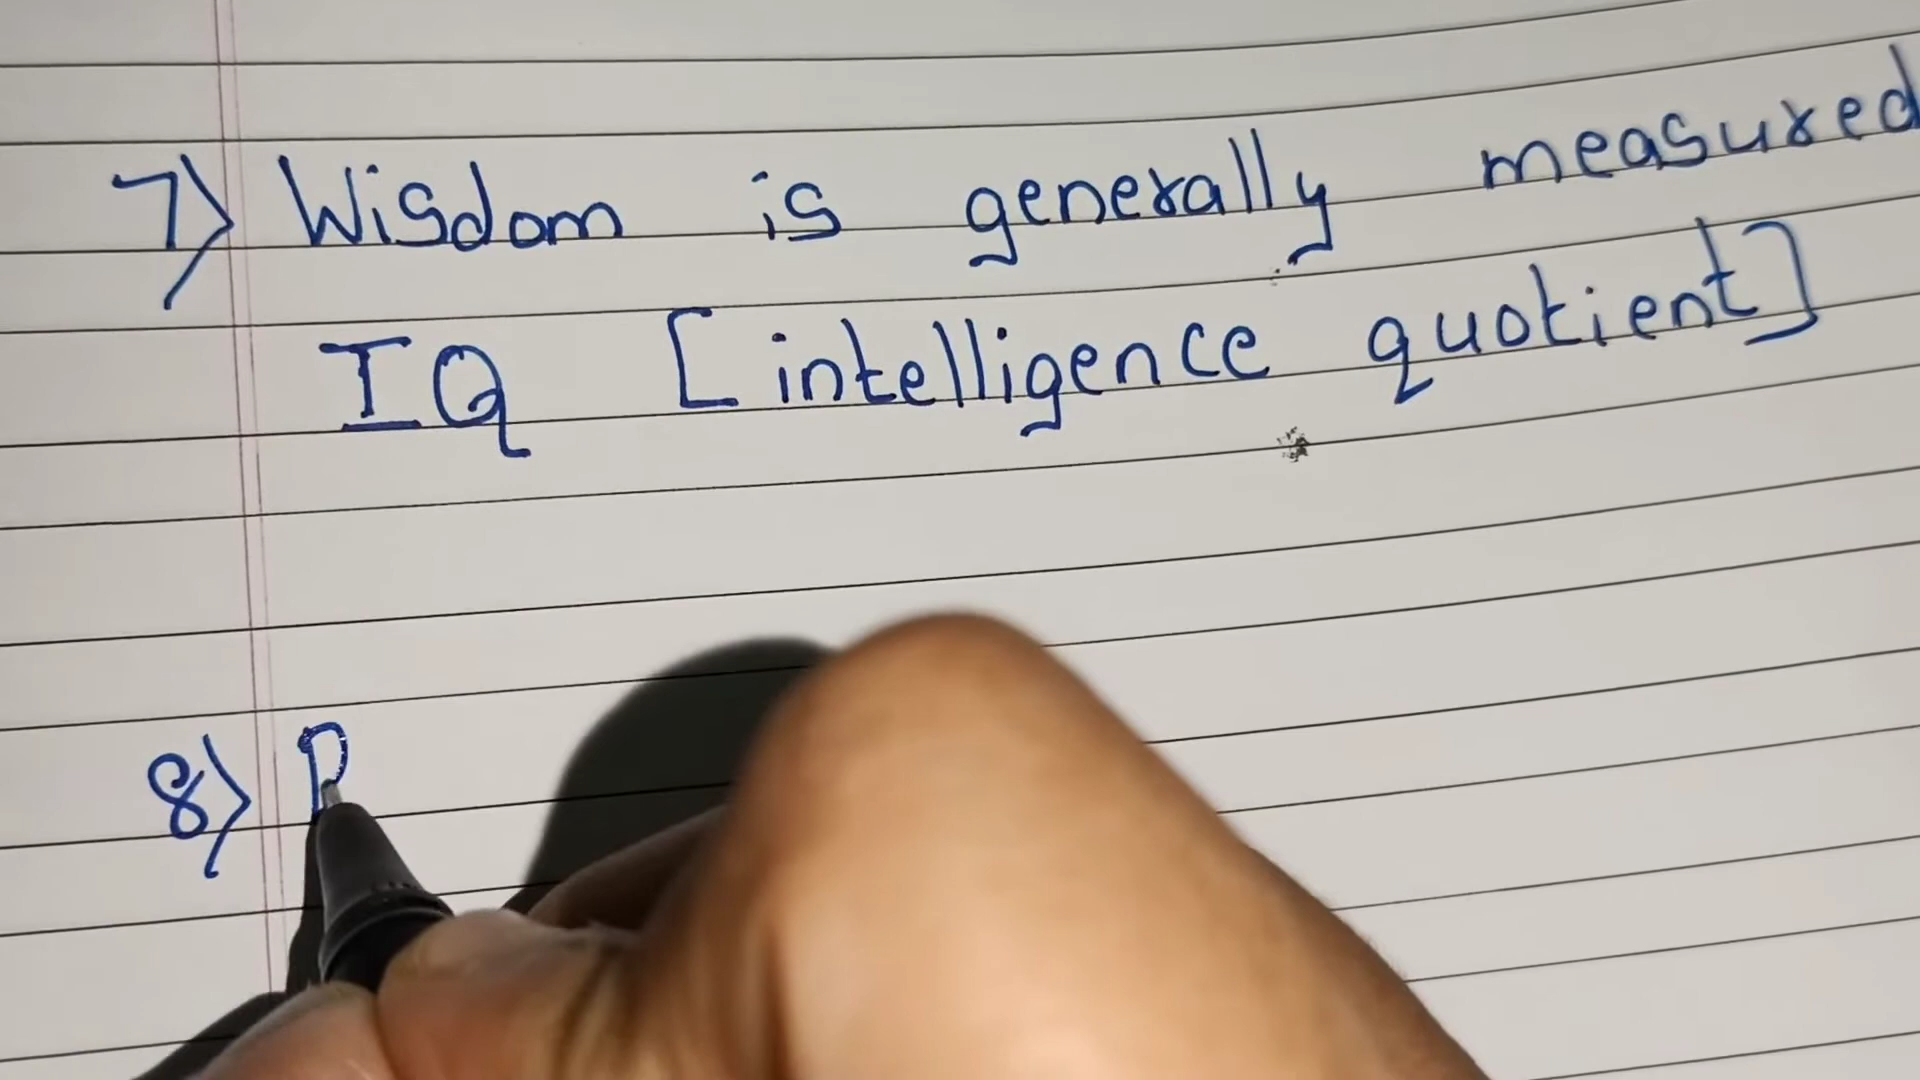 7) Wisdom is generally measured
IQ [intelligence quotient]
8) P